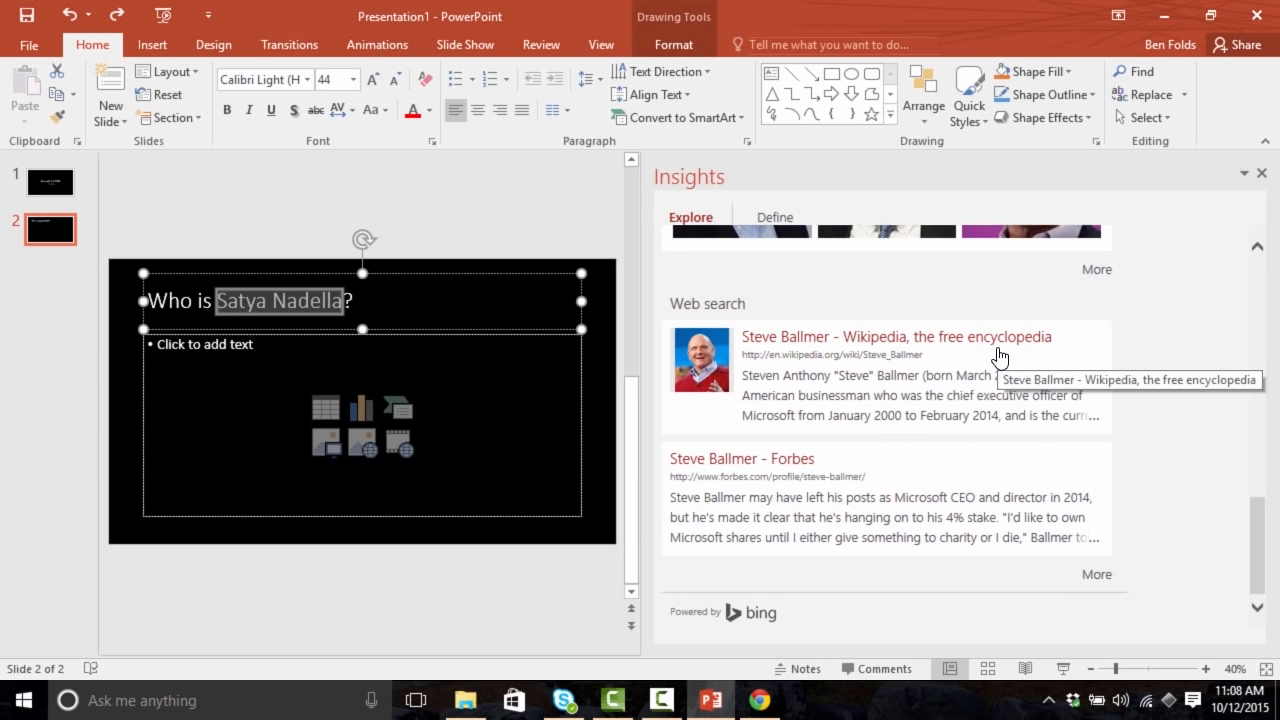 Presentation1 - PowerPoint
Drawing Tools
File
Home
Insert
Design
Transitions
Animations
Slide Show
Review
View
Format
Tell me what you want to do...
Ben Folds
Share
Paste
Clipboard
New
Slide
Layout
Reset
Section
Slides
Calibri Light (H
44
B I U S abc AV Aa A
Font
Text Direction
Align Text
Convert to SmartArt
Paragraph
Arrange
Quick
Styles
Shape Fill
Shape Outline
Shape Effects
Drawing
Find
Replace
Select
Editing
1
2
Who is Satya Nadella?
• Click to add text
Insights
Explore
Define
More
Web search
Steve Ballmer - Wikipedia, the free encyclopedia
http://en.wikipedia.org/wiki/Steve_Ballmer
Steven Anthony "Steve" Ballmer (born March
Steve Ballmer - Wikipedia, the free encyclopedia
American businessman who was the chief executive officer of
Microsoft from January 2000 to February 2014, and is the curr...
Steve Ballmer - Forbes
http://www.forbes.com/profile/steve-ballmer/
Steve Ballmer may have left his posts as Microsoft CEO and director in 2014,
but he's made it clear that he's hanging on to his 4% stake. "I'd like to own
Microsoft shares until I either give something to charity or I die," Ballmer to...
More
Powered by bing
Slide 2 of 2
Notes
Comments
40%
Ask me anything
11:08 AM
10/12/2015